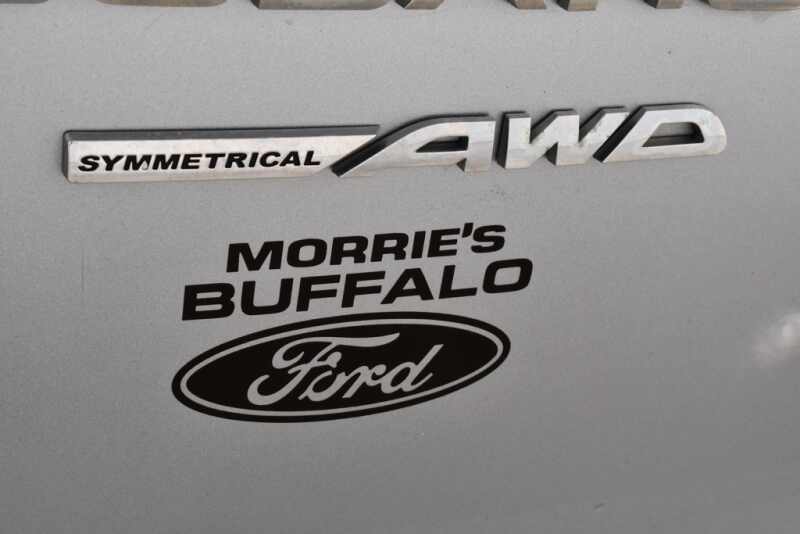 SYMMETRICAL AWD
MORRIE'S
BUFFALO
Ford